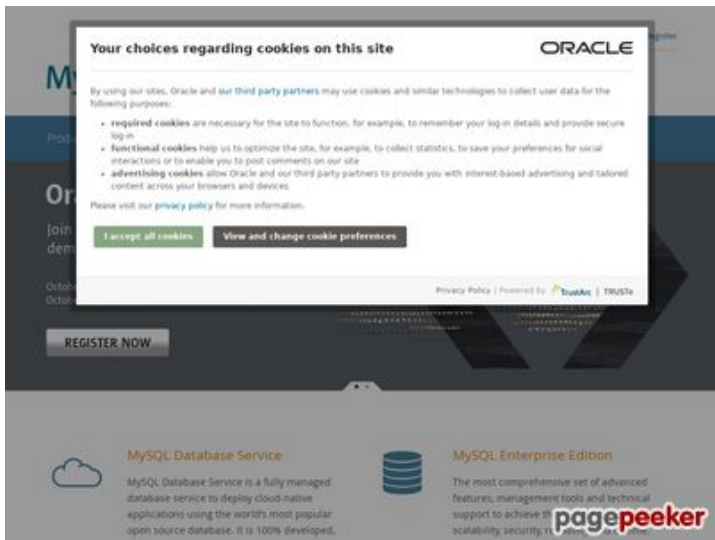 Register
Your choices regarding cookies on this site
ORACLE
My
By using our sites, Oracle and our third party partners may use cookies and similar technologies to collect user data for the
following purposes:
• required cookies are necessary for the site to function, for example, to remember your log-in details and provide secure
log-in
• functional cookies help us to optimize the site, for example, to collect statistics, to save your preferences for social
interactions or to enable you to post comments on our site
• advertising cookies allow Oracle and our third party partners to provide you with interest-based advertising and tailored
content across your browsers and devices
Please visit our privacy policy for more information.
I accept all cookies
View and change cookie preferences
Privacy Policy | Powered by TrustArc | TRUSTe
Join
Octob
Octobe
REGISTER NOW
MySQL Database Service
MySQL Database Service is a fully managed
database service to deploy cloud-native
applications using the world's most popular
open source database. It is 100% developed,
MySQL Enterprise Edition
The most comprehensive set of advanced
features, management tools and technical
support to achieve th
scalability, security,
pagepeeker